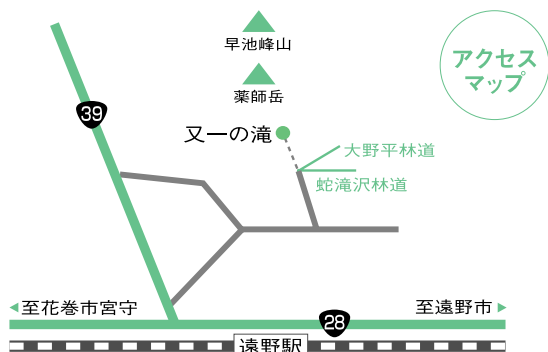 早池峰山
アクセス
マップ
薬師岳
39
又一の滝
大野平林道
蛇滝沢林道
至花巻市宮守
至遠野市
28
遠野駅